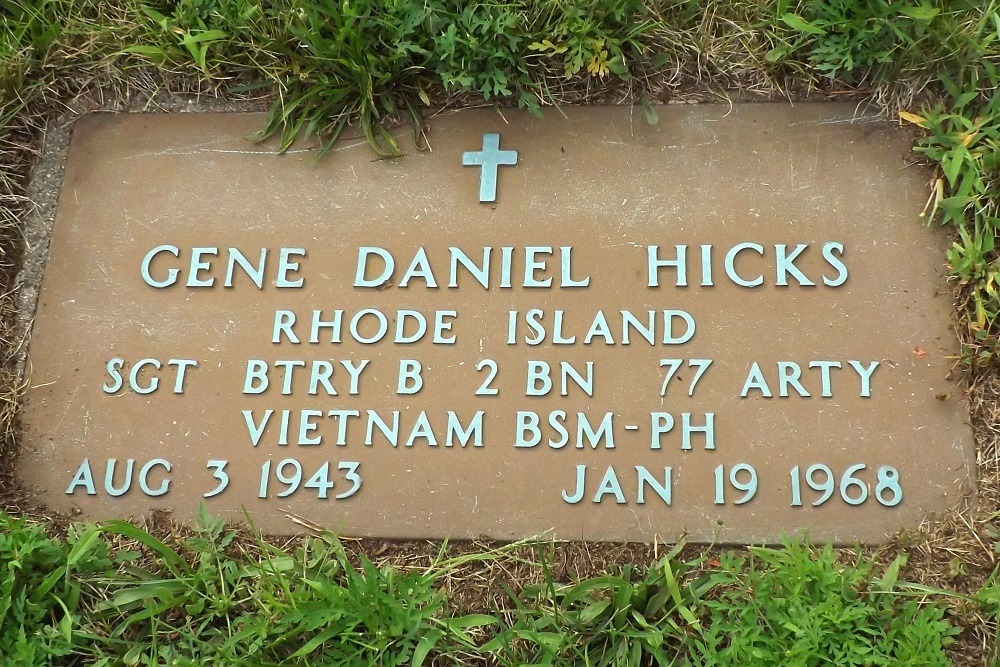 GENE DANIEL HICKS
RHODE ISLAND
SGT BTRY B 2 BN 77 ARTY
VIETNAM BSM-PH
AUG 3 1943 JAN 19 1968